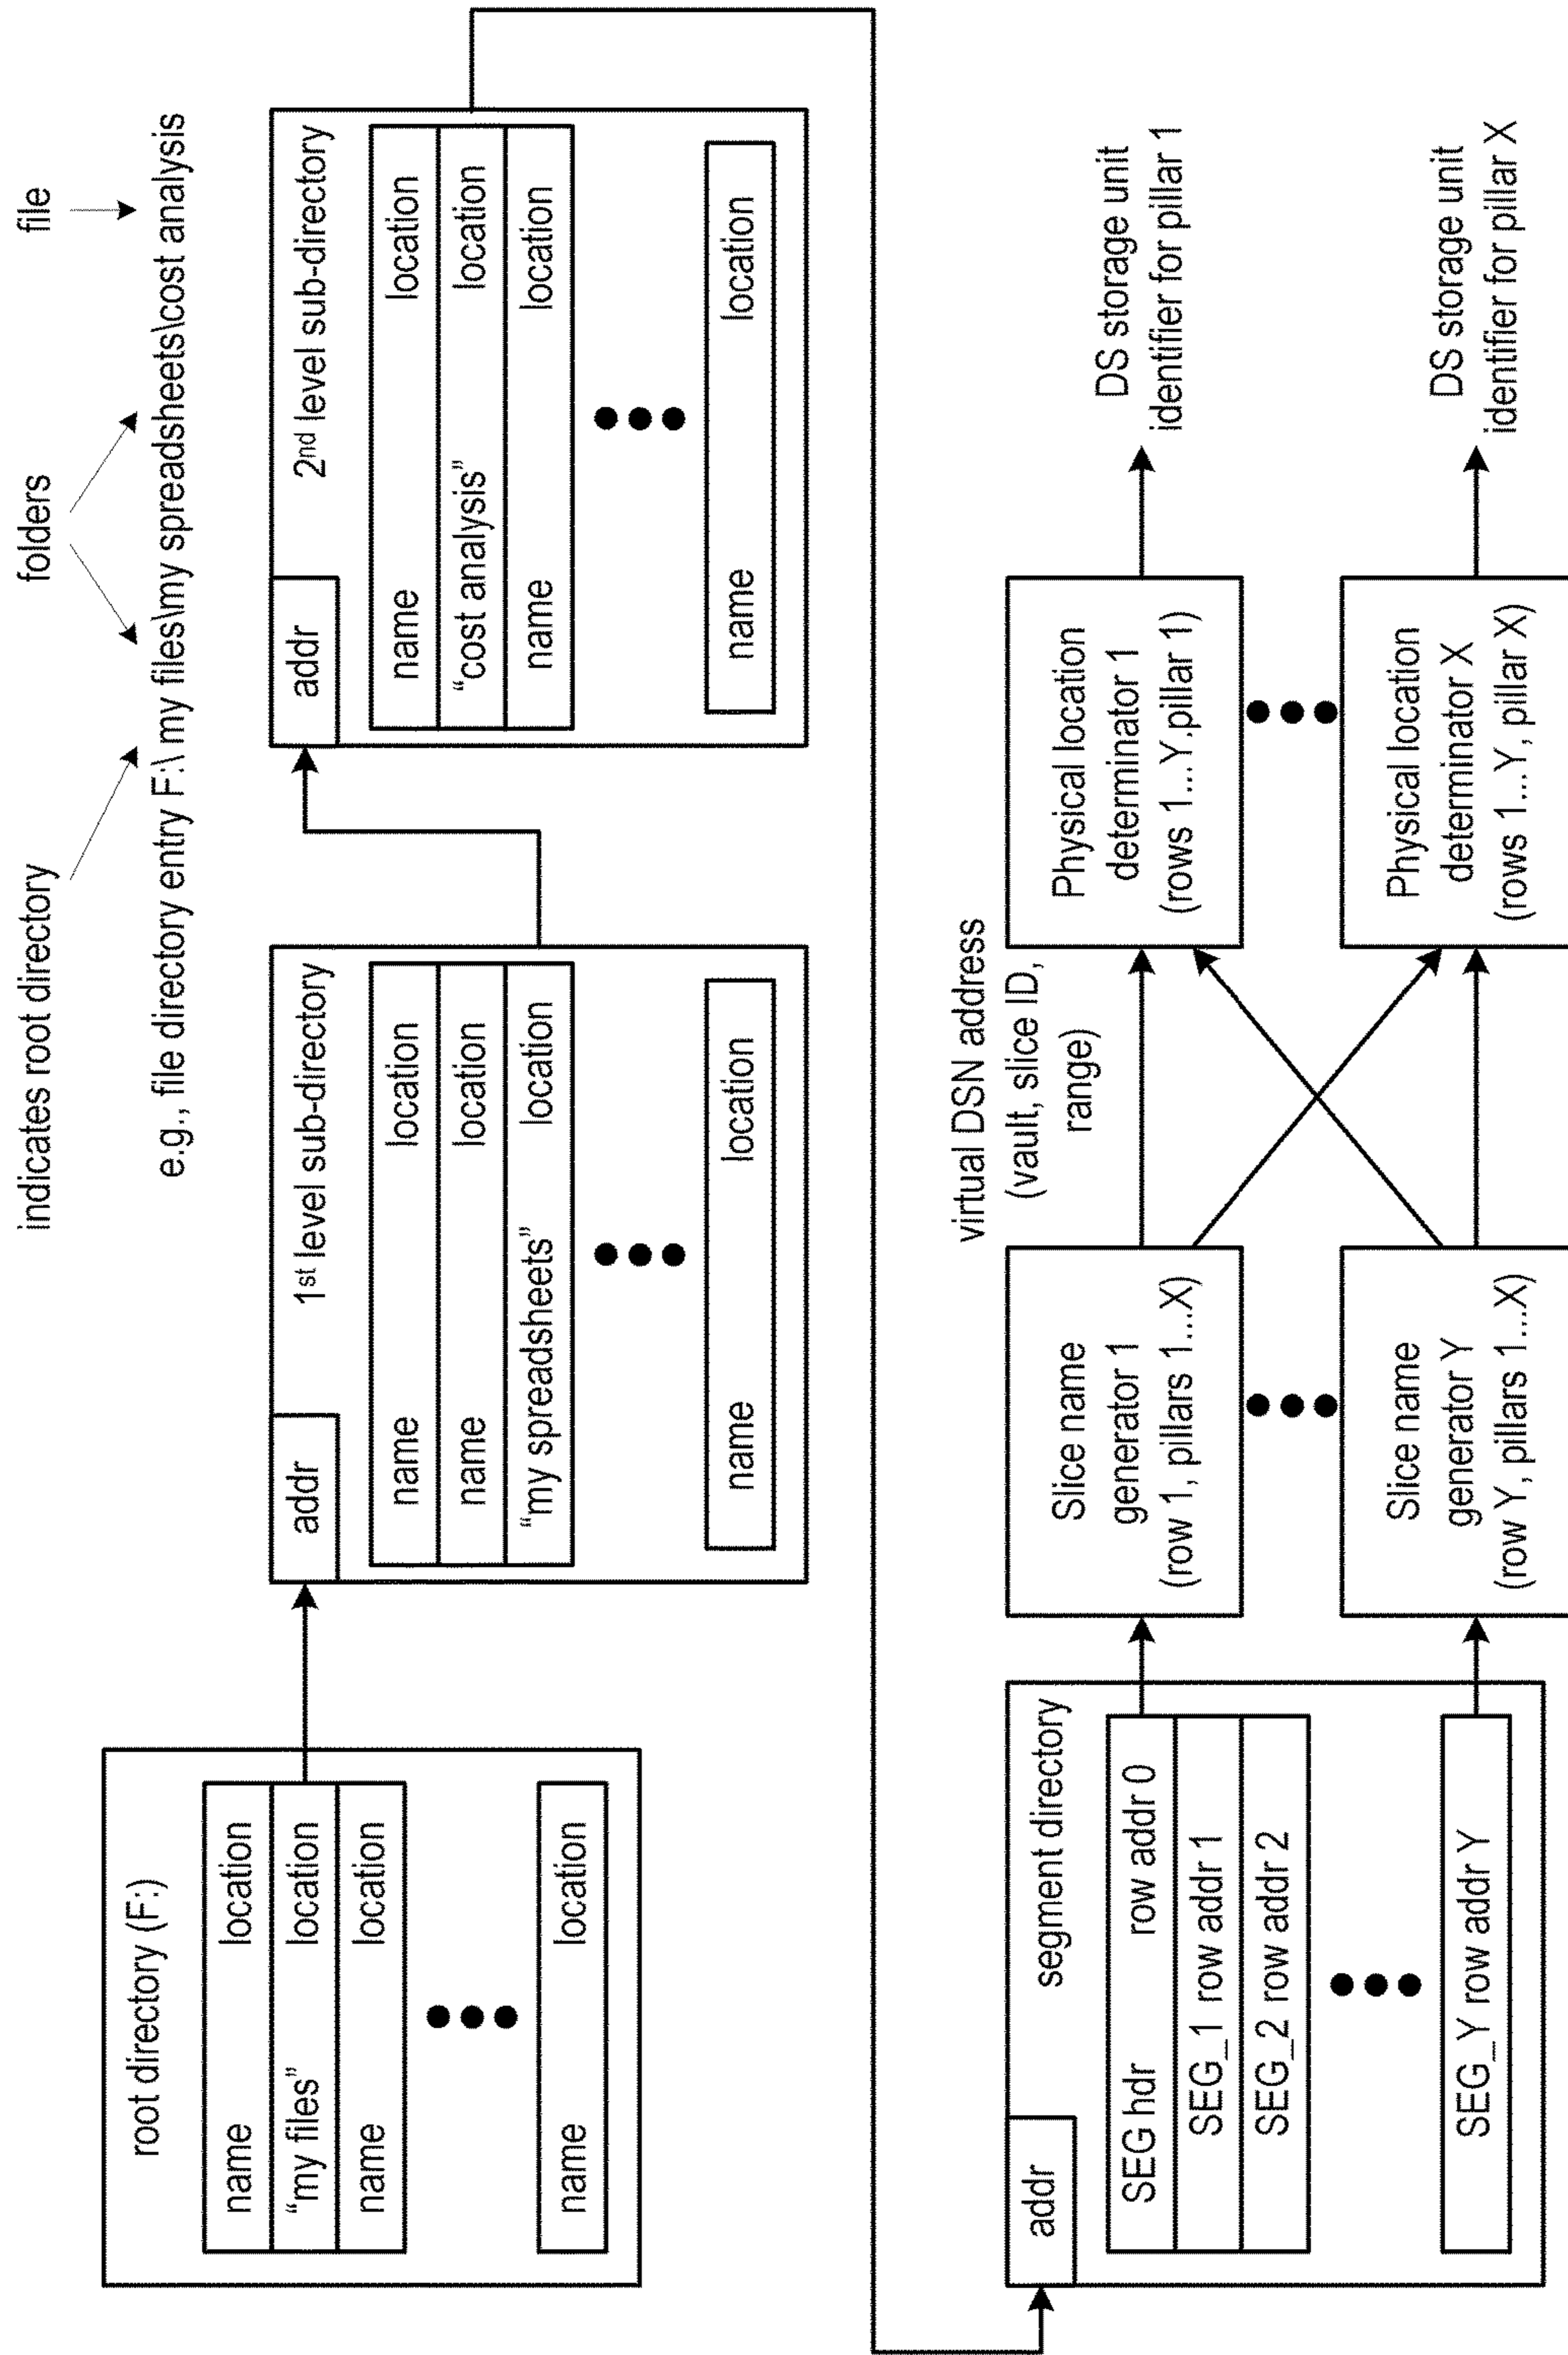 indicates root directory
folders
file
e.g., file directory entry F:\ my files\my spreadsheets\cost analysis
root directory (F:)
name location
“my files” location
name location
name location
addr
1st level sub-directory
name location
name location
“my spreadsheets” location
name location
addr
2nd level sub-directory
name location
“cost analysis” location
name location
name location
addr
segment directory
SEG hdr row addr 0
SEG_1 row addr 1
SEG_2 row addr 2
SEG_Y row addr Y
Slice name
generator 1
(row 1, pillars 1...X)
Slice name
generator Y
(row Y, pillars 1...X)
virtual DSN address
(vault, slice ID,
range)
Physical location
determinator 1
(rows 1...Y.pillar 1)
Physical location
determinator X
(rows 1...Y, pillar X)
DS storage unit
identifier for pillar 1
DS storage unit
identifier for pillar X